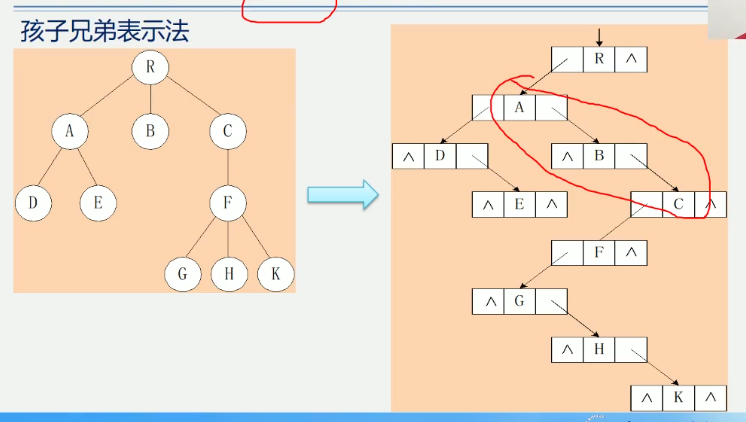 孩子兄弟表示法
R
A B C
D E F
G H K
R ∧
A
∧ D ∧ B
∧ E ∧ C ∧
F ∧
∧ G
∧ H
∧ K ∧